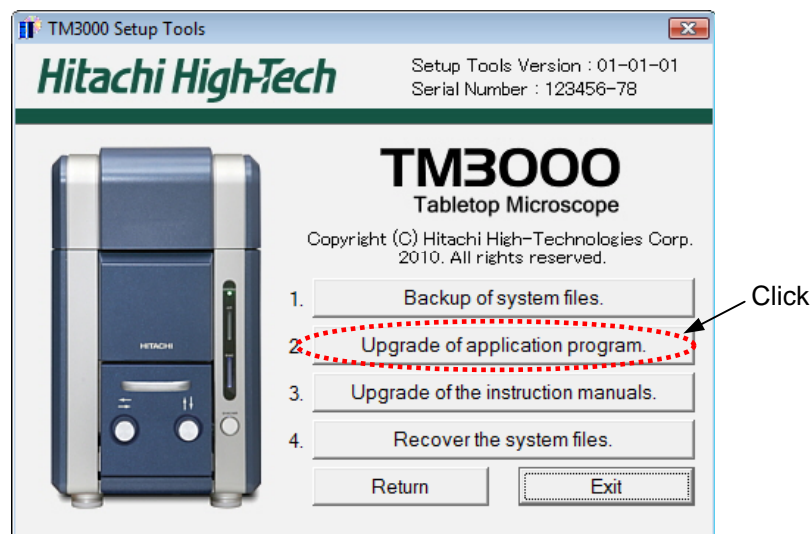 TM3000 Setup Tools
Hitachi High-Tech
Setup Tools Version : 01-01-01
Serial Number : 123456-78
TM3000
Tabletop Microscope
Copyright (C) Hitachi High-Technologies Corp.
2010. All rights reserved.
1. Backup of system files.
Click
2. Upgrade of application program.
HITACHI
3. Upgrade of the instruction manuals.
4. Recover the system files.
Return Exit